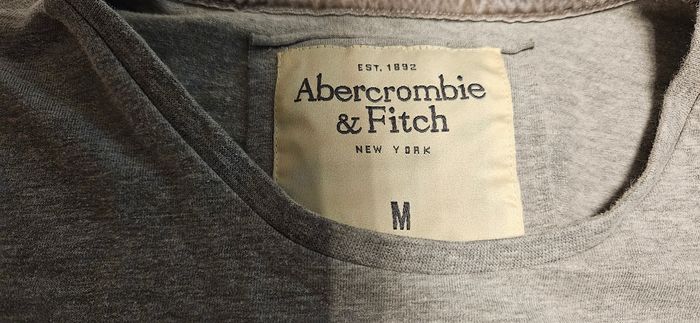 EST. 1892
Abercrombie
& Fitch
NEW YORK
M